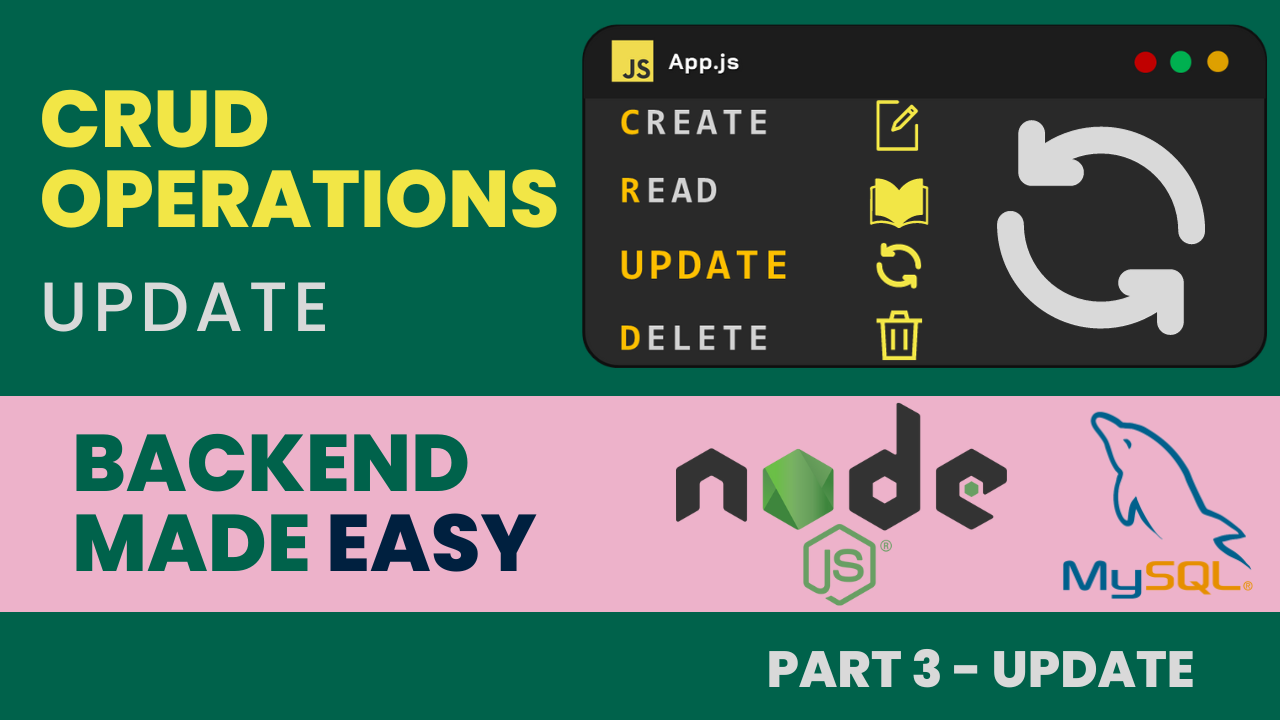 CRUD
OPERATIONS
UPDATE
JS App.js
CREATE
READ
UPDATE
DELETE
BACKEND
MADE EASY
node
JS®
MySQL®
PART 3 - UPDATE